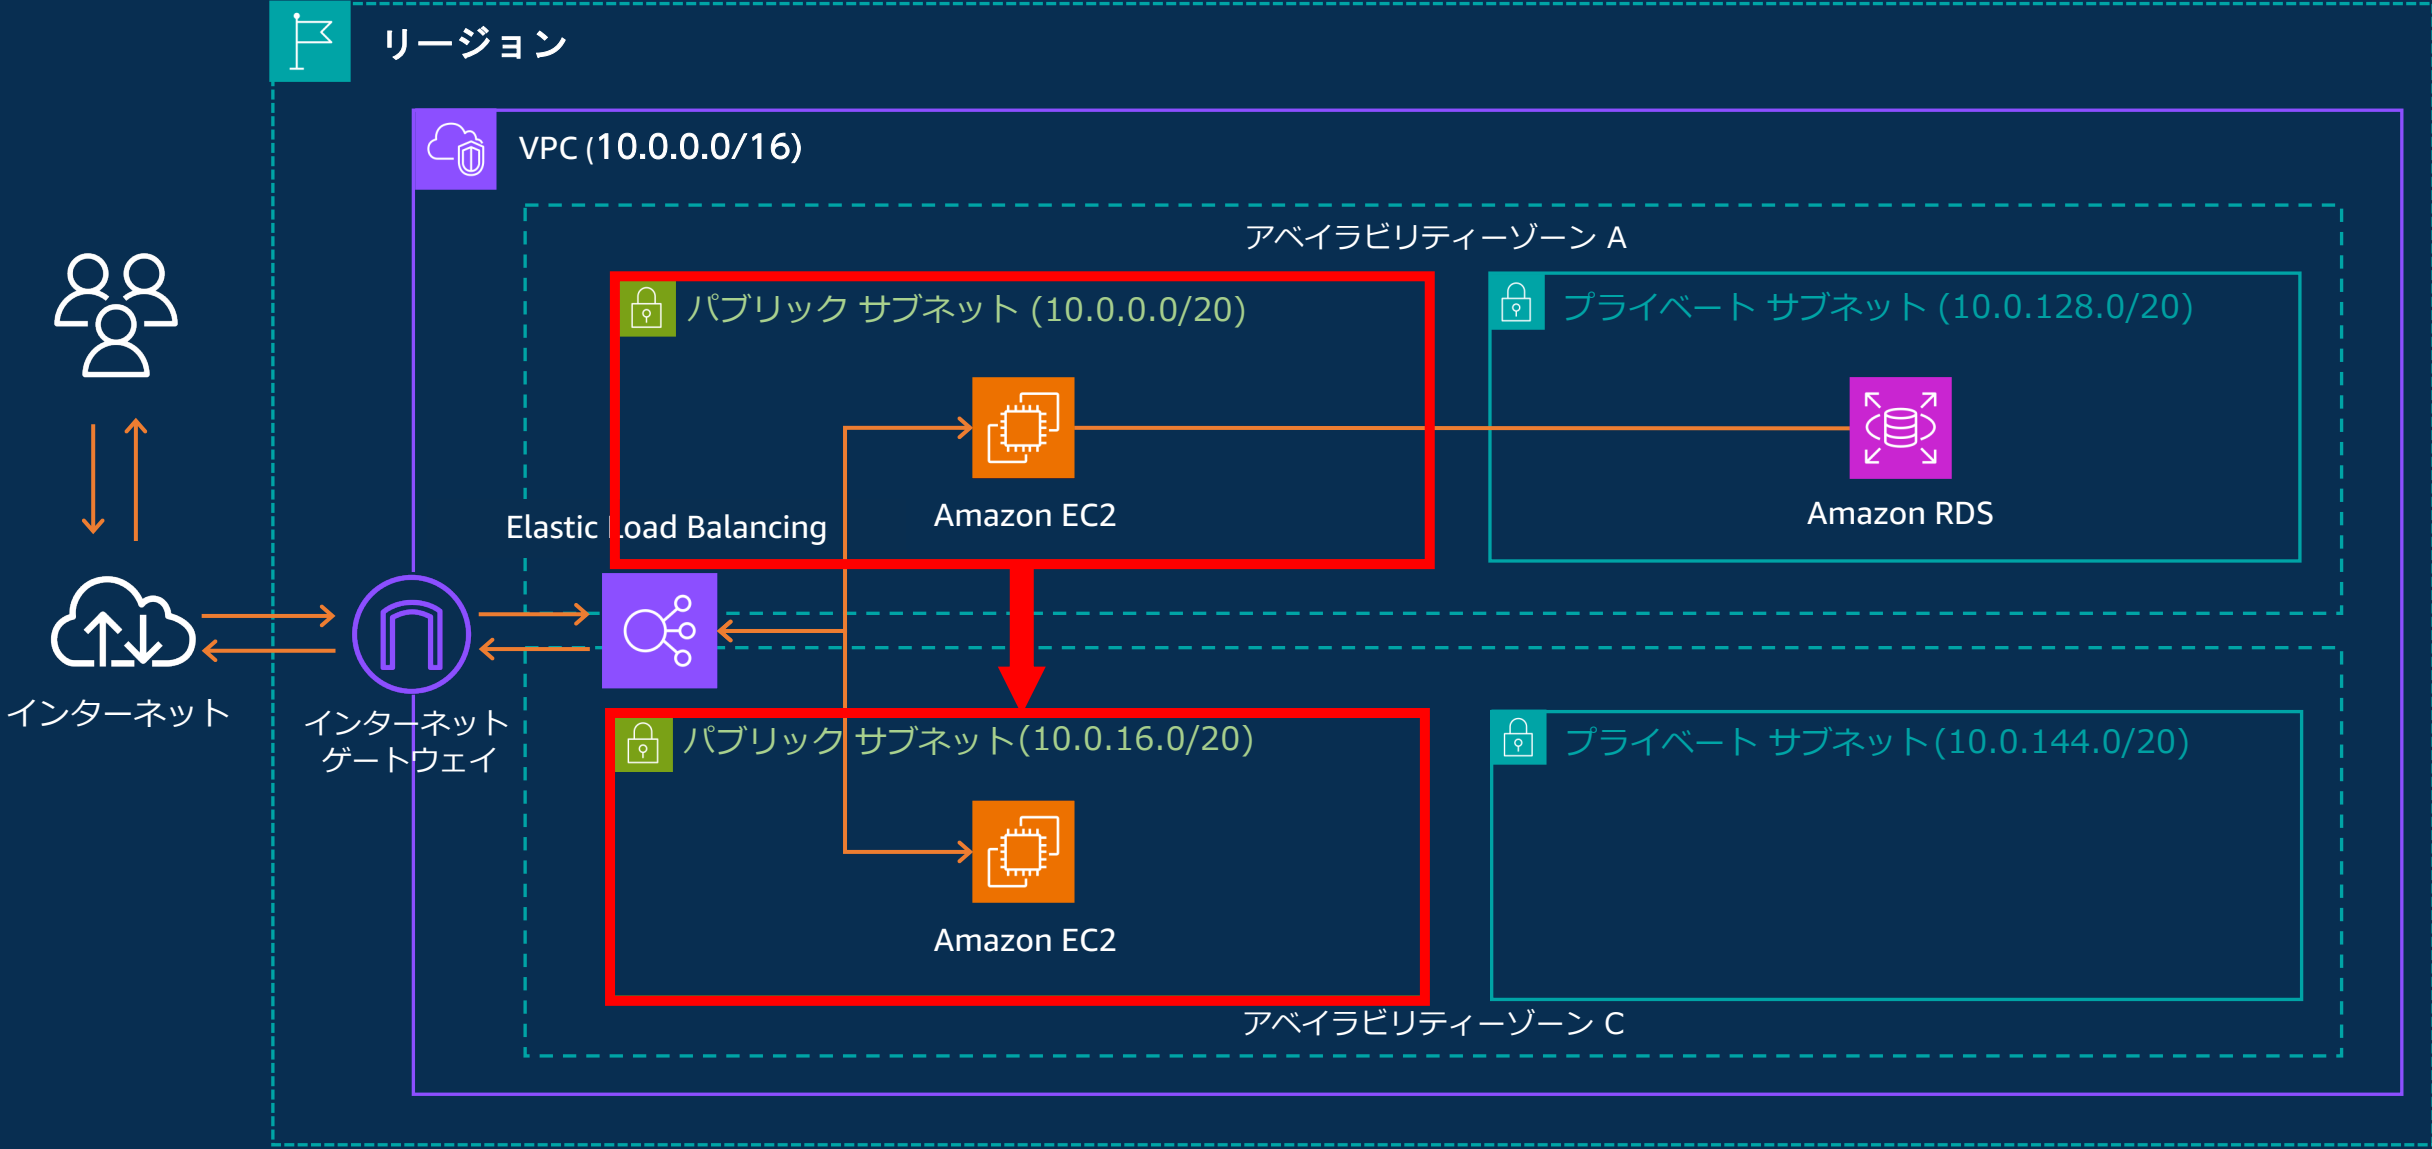 リージョン
VPC (10.0.0.0/16)
アベイラビリティーゾーン A
パブリック サブネット (10.0.0.0/20)
プライベート サブネット (10.0.128.0/20)
Amazon EC2
Amazon RDS
Elastic Load Balancing
インターネット
インターネット
ゲートウェイ
パブリック サブネット(10.0.16.0/20)
プライベート サブネット(10.0.144.0/20)
Amazon EC2
アベイラビリティーゾーン C